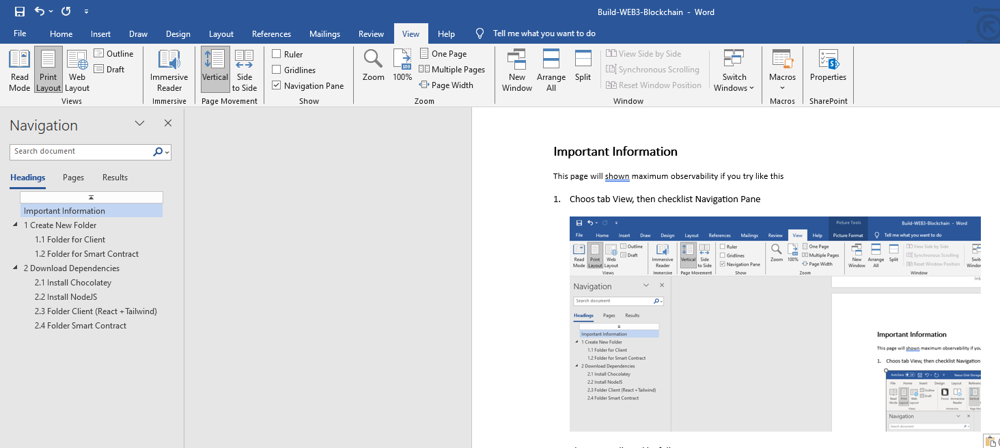 Build-WEB3-Blockchain - Word
File Home Insert Draw Design Layout References Mailings Review View Help Tell me what you want to do
Read Mode
Print Layout
Web Layout
Outline
Draft
Views
Immersive Reader
Immersive
Vertical
Side to Side
Page Movement
Ruler
Gridlines
Navigation Pane
Show
Zoom
100
100%
One Page
Multiple Pages
Page Width
Zoom
New Window
Arrange All
Split
View Side by Side
Synchronous Scrolling
Reset Window Position
Window
Switch Windows
Macros
Macros
Properties
SharePoint
Navigation
Search document
Headings Pages Results
Important Information
1 Create New Folder
1.1 Folder for Client
1.2 Folder for Smart Contract
2 Download Dependencies
2.1 Install Chocolatey
2.2 Install NodeJS
2.3 Folder Client (React +Tailwind)
2.4 Folder Smart Contract
Important Information
This page will shown maximum observability if you try like this
1. Choos tab View, then checklist Navigation Pane
Picture Tools
Build-WEB3-Blockchain - Word
File Home Insert Draw Design Layout References Mailings Review View Help Picture Format Tell me what you want to do
Read Mode
Print Layout
Web Layout
Outline
Draft
Views
Immersive Reader
Immersive
Vertical
Side to Side
Page Movement
Ruler
Gridlines
Navigation Pane
Show
Zoom
100%
One Page
Multiple Pages
Page Width
Zoom
New Window
Arrange All
Split
View Side by Side
Synchronous Scrolling
Reset Window Position
Window
Navigation
Search document
Headings Pages Results
Important Information
1 Create New Folder
1.1 Folder for Client
1.2 Folder for Smart Contract
2 Download Dependencies
2.1 Install Chocolatey
2.2 Install NodeJS
2.3 Folder Client (React +Tailwind)
2.4 Folder Smart Contract
Important Information
This page will shown maximum observability if you
1. Choos tab View, then checklist Navigation
AutoSave
File Home Insert Draw Design Layout
Read Mode
Print Layout
Web Layout
Outline
Draft
Views
Focus
Immersive Reader
Immersive
Vertical
Navigation
Search document